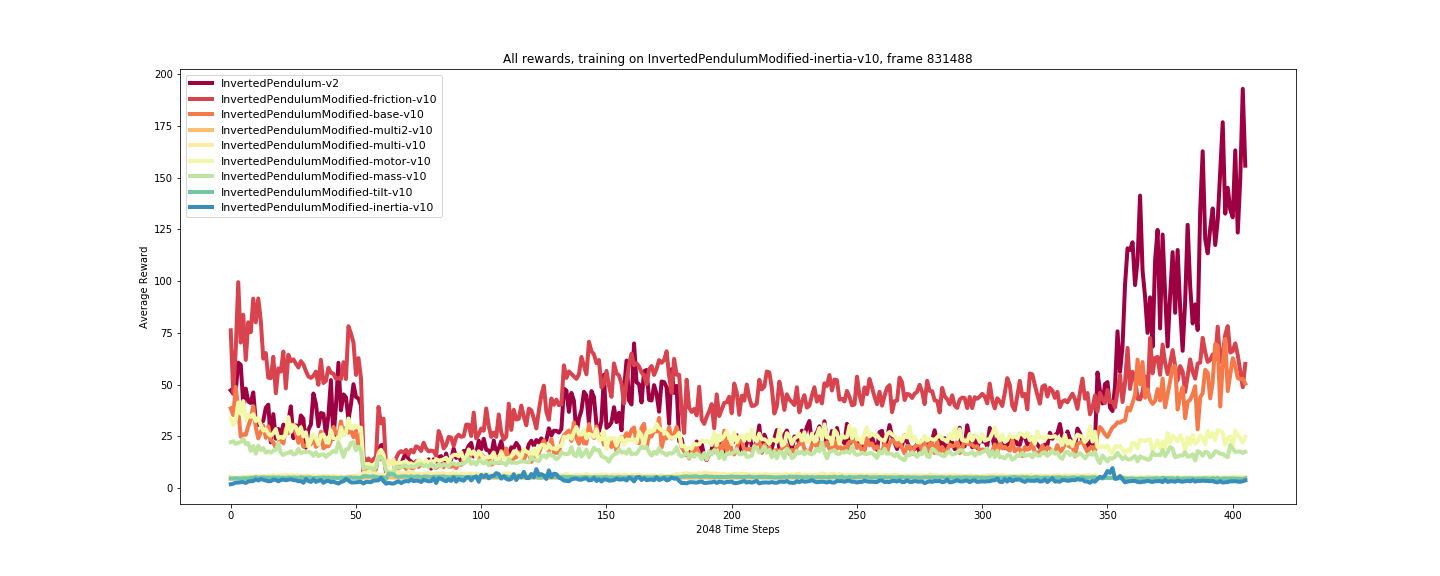 All rewards, training on InvertedPendulumModified-inertia-v10, frame 831488
200
175
150
125
100
75
50
25
0
Average Reward
InvertedPendulum-v2
InvertedPendulumModified-friction-v10
InvertedPendulumModified-base-v10
InvertedPendulumModified-multi2-v10
InvertedPendulumModified-multi-v10
InvertedPendulumModified-motor-v10
InvertedPendulumModified-mass-v10
InvertedPendulumModified-tilt-v10
InvertedPendulumModified-inertia-v10
0 50 100 150 200 250 300 350 400
2048 Time Steps